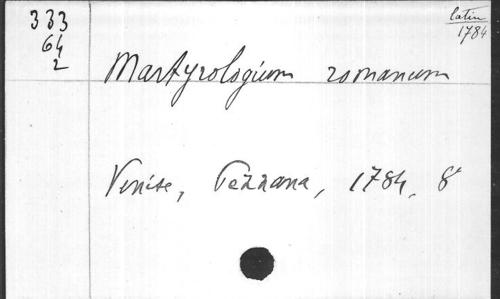 333
64
2
latin
1784
Martyrologium romanum
Venise, Pezzana, 1784, 8°